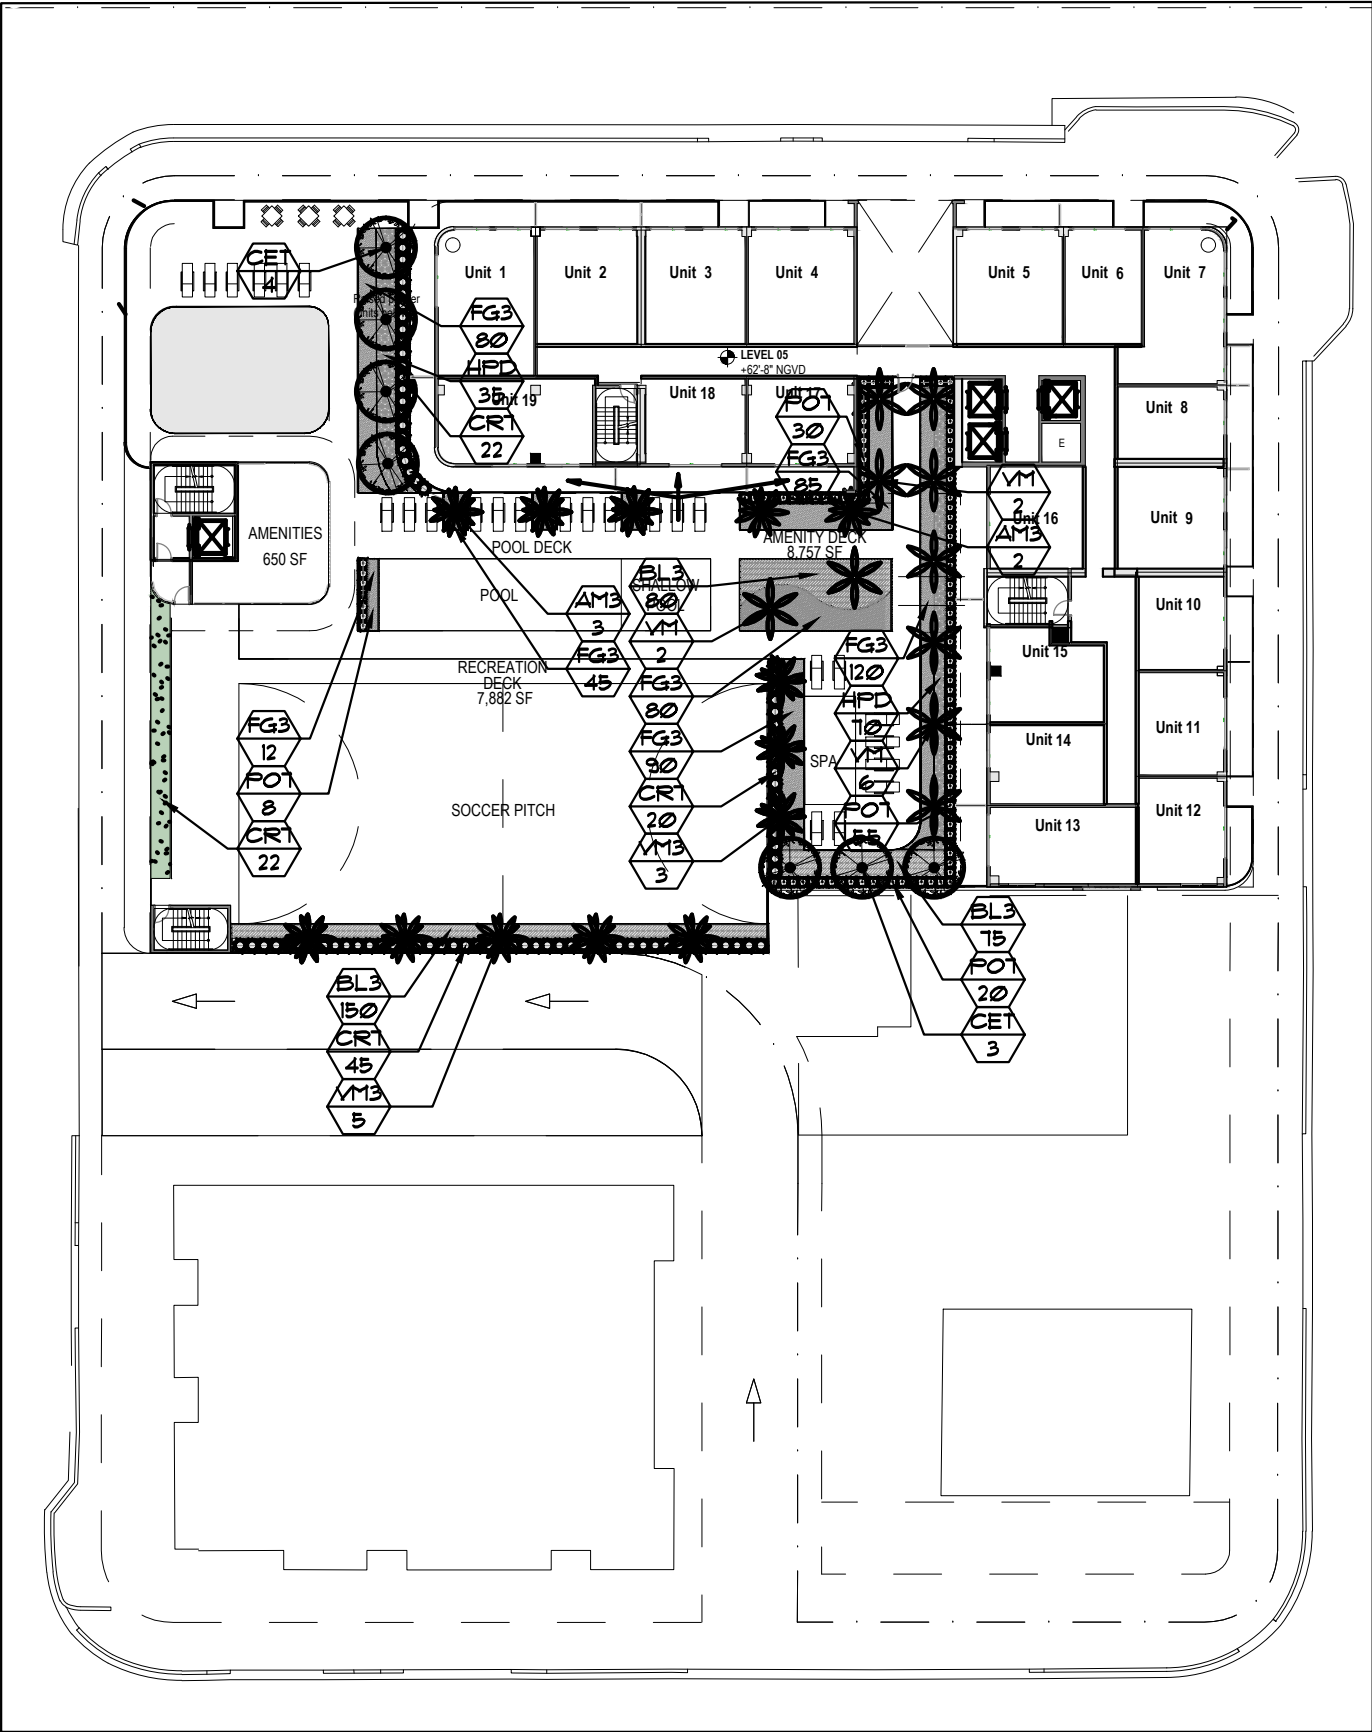 CET
4
Unit 1
Unit 2
Unit 3
Unit 4
Unit 5
Unit 6
Unit 7
FG3
80
HPD
35
CRT
22
LEVEL 05
+62'-8" NGVD
Unit 19
Unit 18
Unit 17
POT
30
FG3
85
Unit 8
E
VM
2
AM3
2
Unit 16
Unit 9
AMENITIES
650 SF
POOL DECK
AMENITY DECK
8,757 SF
POOL
SHALLOW
POOL
BL3
80
VM
2
FG3
80
FG3
90
CRT
20
VM3
3
AM3
3
FG3
45
Unit 10
Unit 15
Unit 11
Unit 14
Unit 12
Unit 13
RECREATION
DECK
7,882 SF
FG3
120
HPD
VM
6
POT
55
SPA
FG3
12
POT
8
CRT
22
SOCCER PITCH
BL3
150
CRT
45
VM3
5
BL3
75
POT
20
CET
3